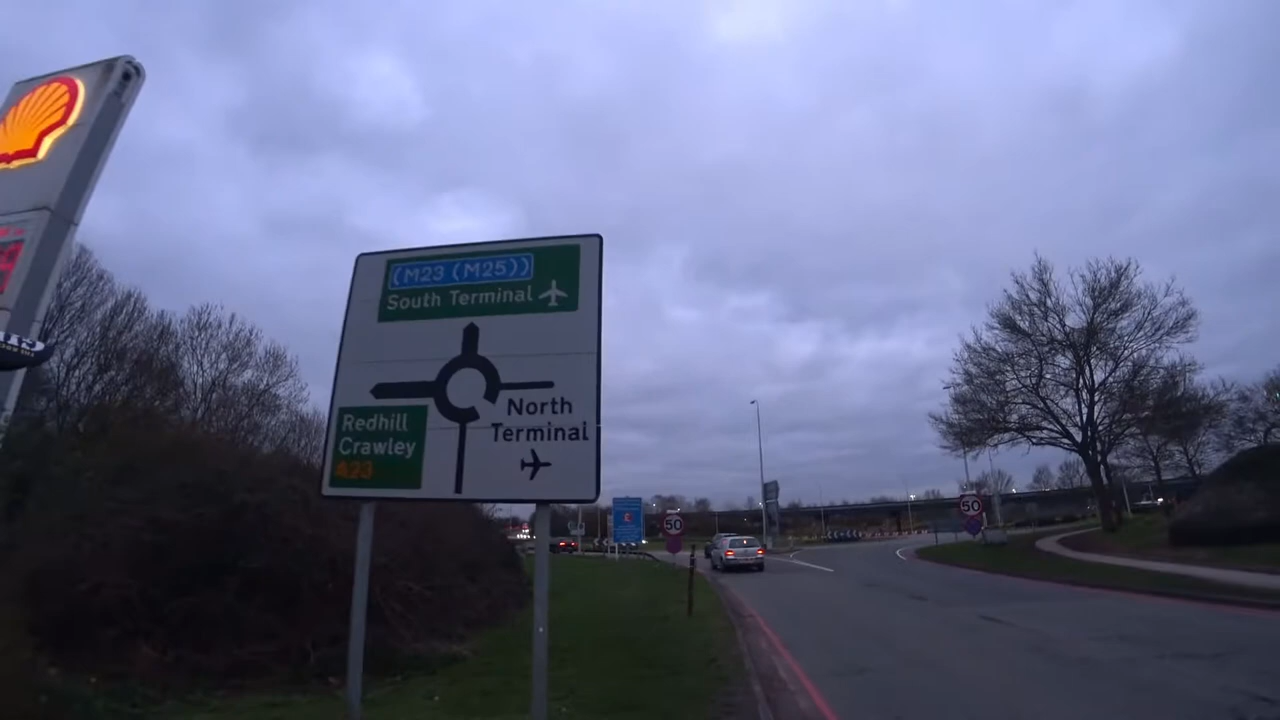 (M23 (M25))
South Terminal
Redhill
Crawley
A23
North
Terminal
£
50
50